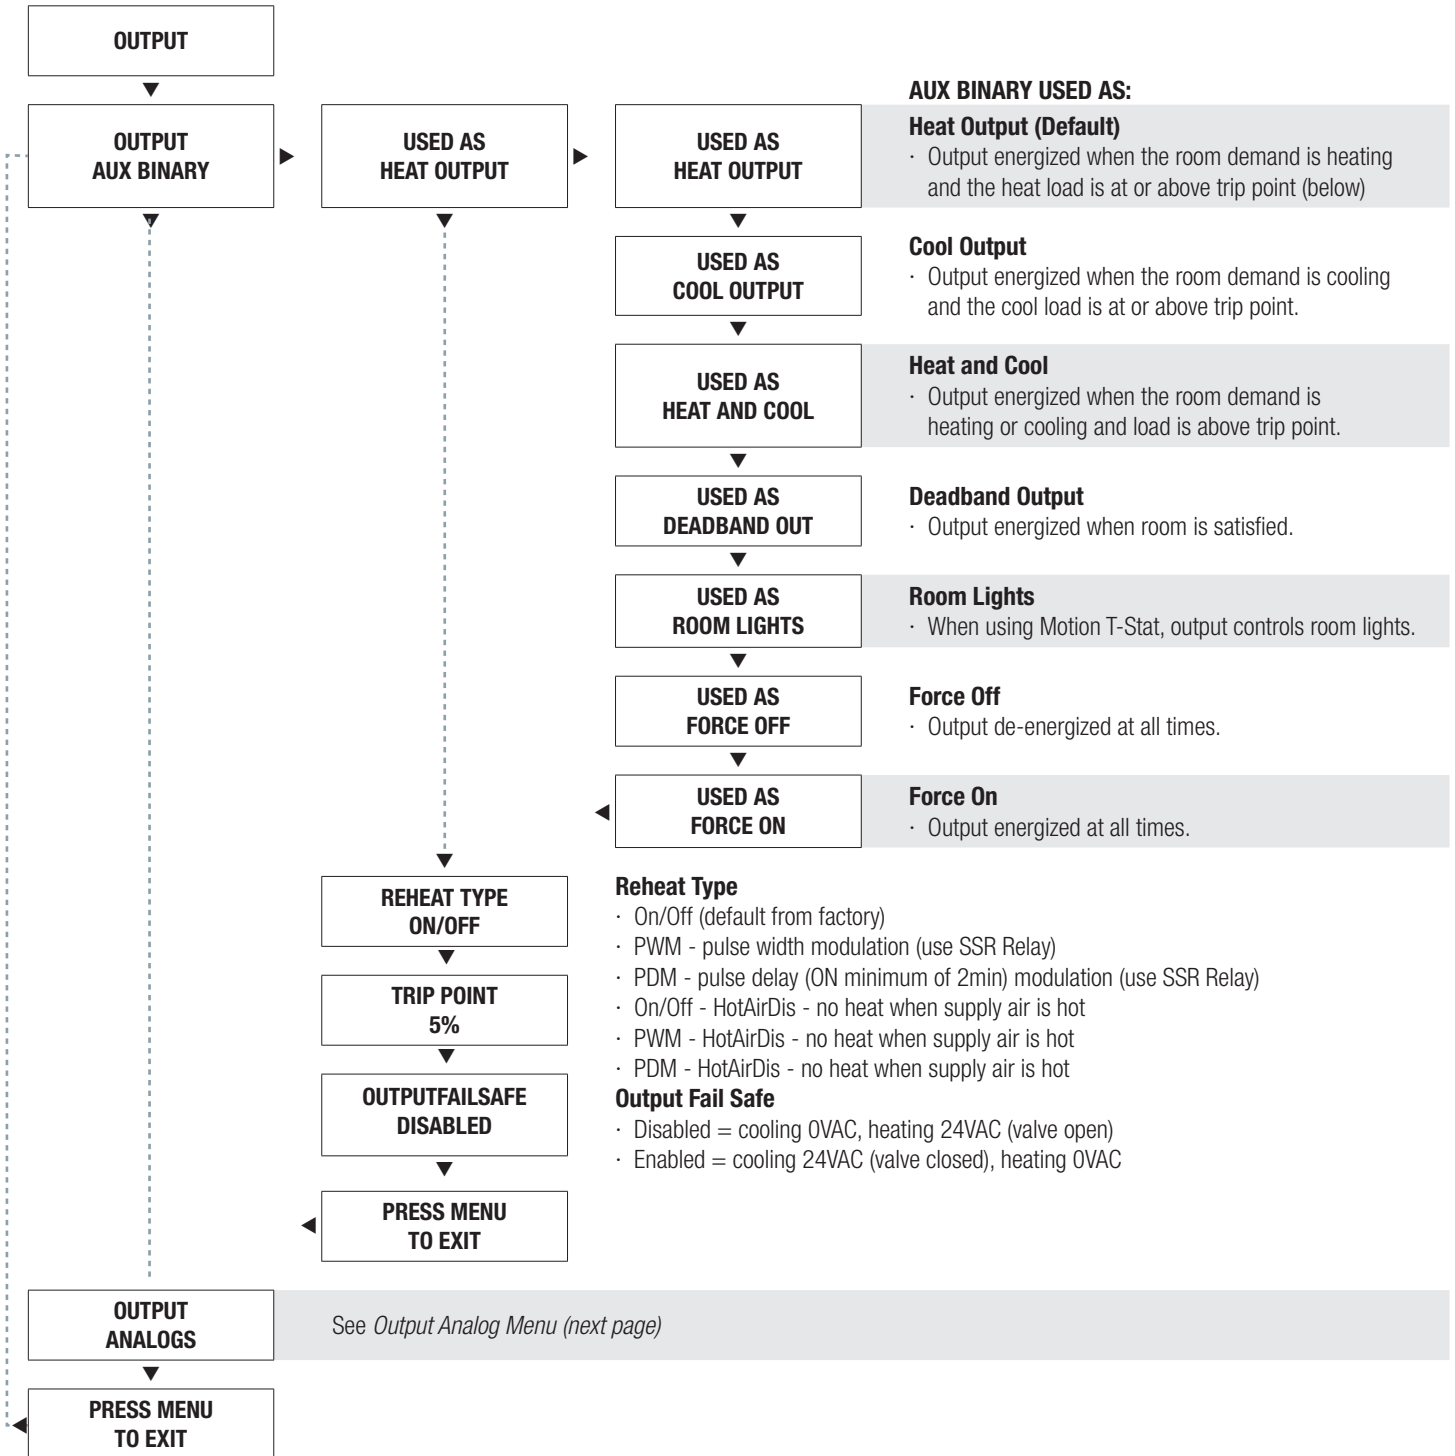 OUTPUT
AUX BINARY USED AS:
OUTPUT
AUX BINARY
USED AS
HEAT OUTPUT
USED AS
HEAT OUTPUT
Heat Output (Default)
· Output energized when the room demand is heating
and the heat load is at or above trip point (below)
USED AS
COOL OUTPUT
Cool Output
· Output energized when the room demand is cooling
and the cool load is at or above trip point.
USED AS
HEAT AND COOL
Heat and Cool
· Output energized when the room demand is
heating or cooling and load is above trip point.
USED AS
DEADBAND OUT
Deadband Output
· Output energized when room is satisfied.
USED AS
ROOM LIGHTS
Room Lights
· When using Motion T-Stat, output controls room lights.
USED AS
FORCE OFF
Force Off
· Output de-energized at all times.
USED AS
FORCE ON
Force On
· Output energized at all times.
REHEAT TYPE
ON/OFF
TRIP POINT
5%
OUTPUTFAILSAFE
DISABLED
PRESS MENU
TO EXIT
Reheat Type
· On/Off (default from factory)
· PWM - pulse width modulation (use SSR Relay)
· PDM - pulse delay (ON minimum of 2min) modulation (use SSR Relay)
· On/Off - HotAirDis - no heat when supply air is hot
· PWM - HotAirDis - no heat when supply air is hot
· PDM - HotAirDis - no heat when supply air is hot
Output Fail Safe
· Disabled = cooling 0VAC, heating 24VAC (valve open)
· Enabled = cooling 24VAC (valve closed), heating 0VAC
OUTPUT
ANALOGS
See Output Analog Menu (next page)
PRESS MENU
TO EXIT